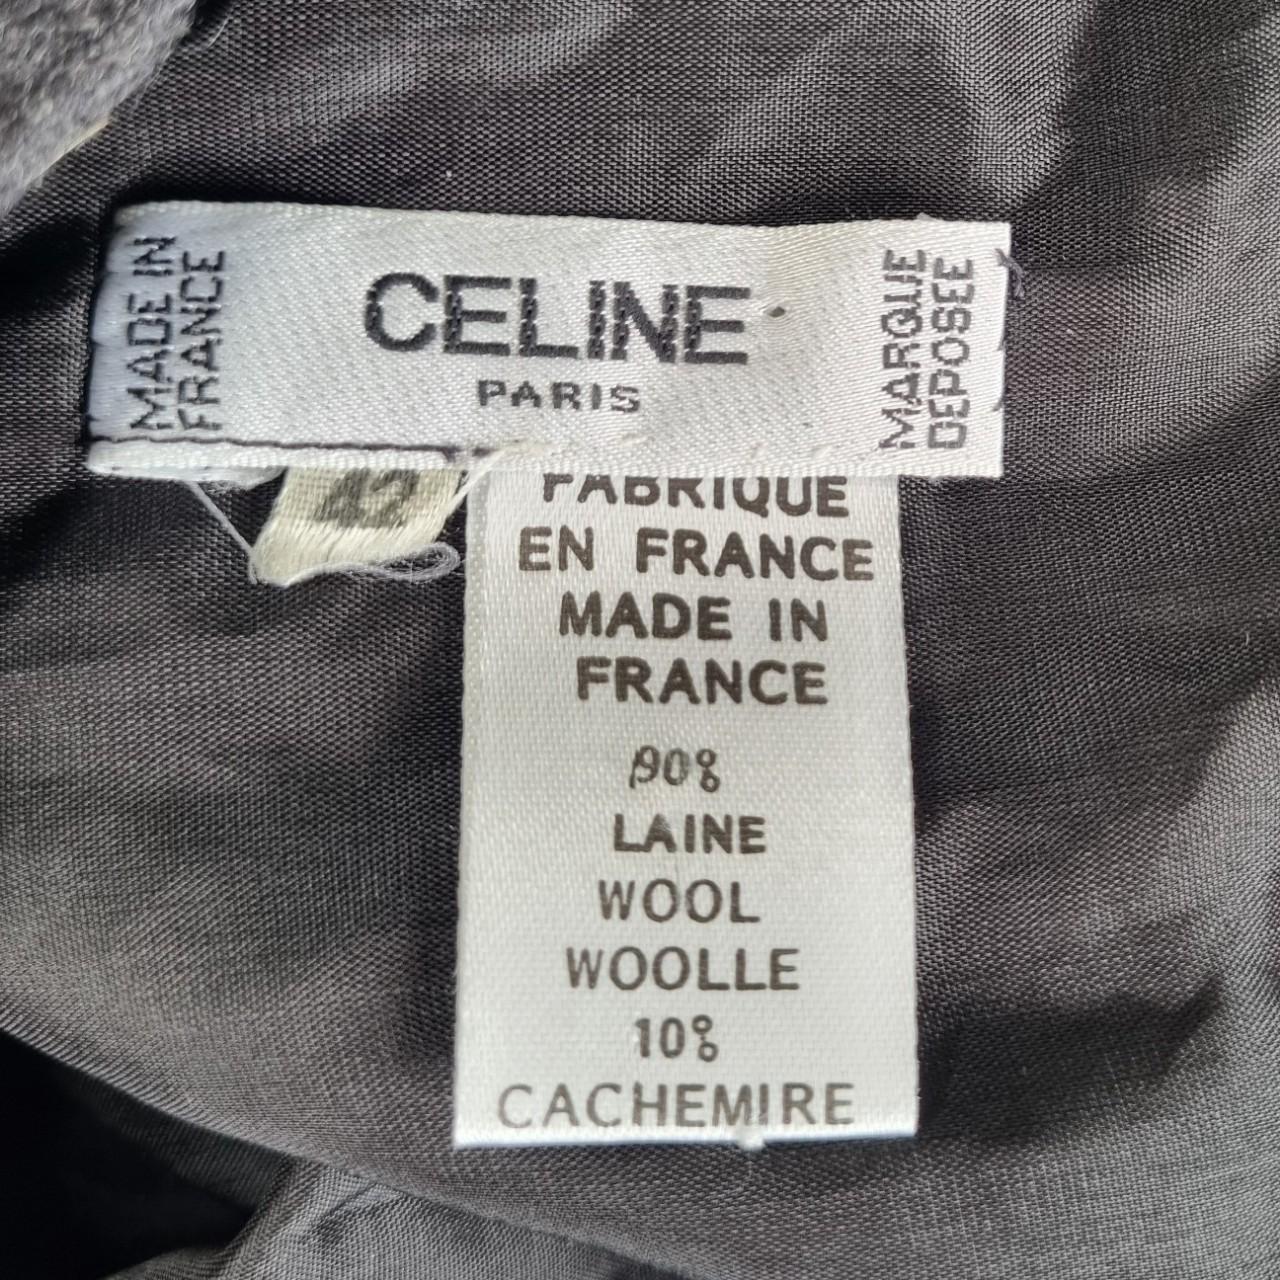 MADE IN
FRANCE
CELINE
PARIS
MARQUE
DEPOSEE
42
FABRIQUE
EN FRANCE
MADE IN
FRANCE
90%
LAINE
WOOL
WOOLLE
10%
CACHEMIRE